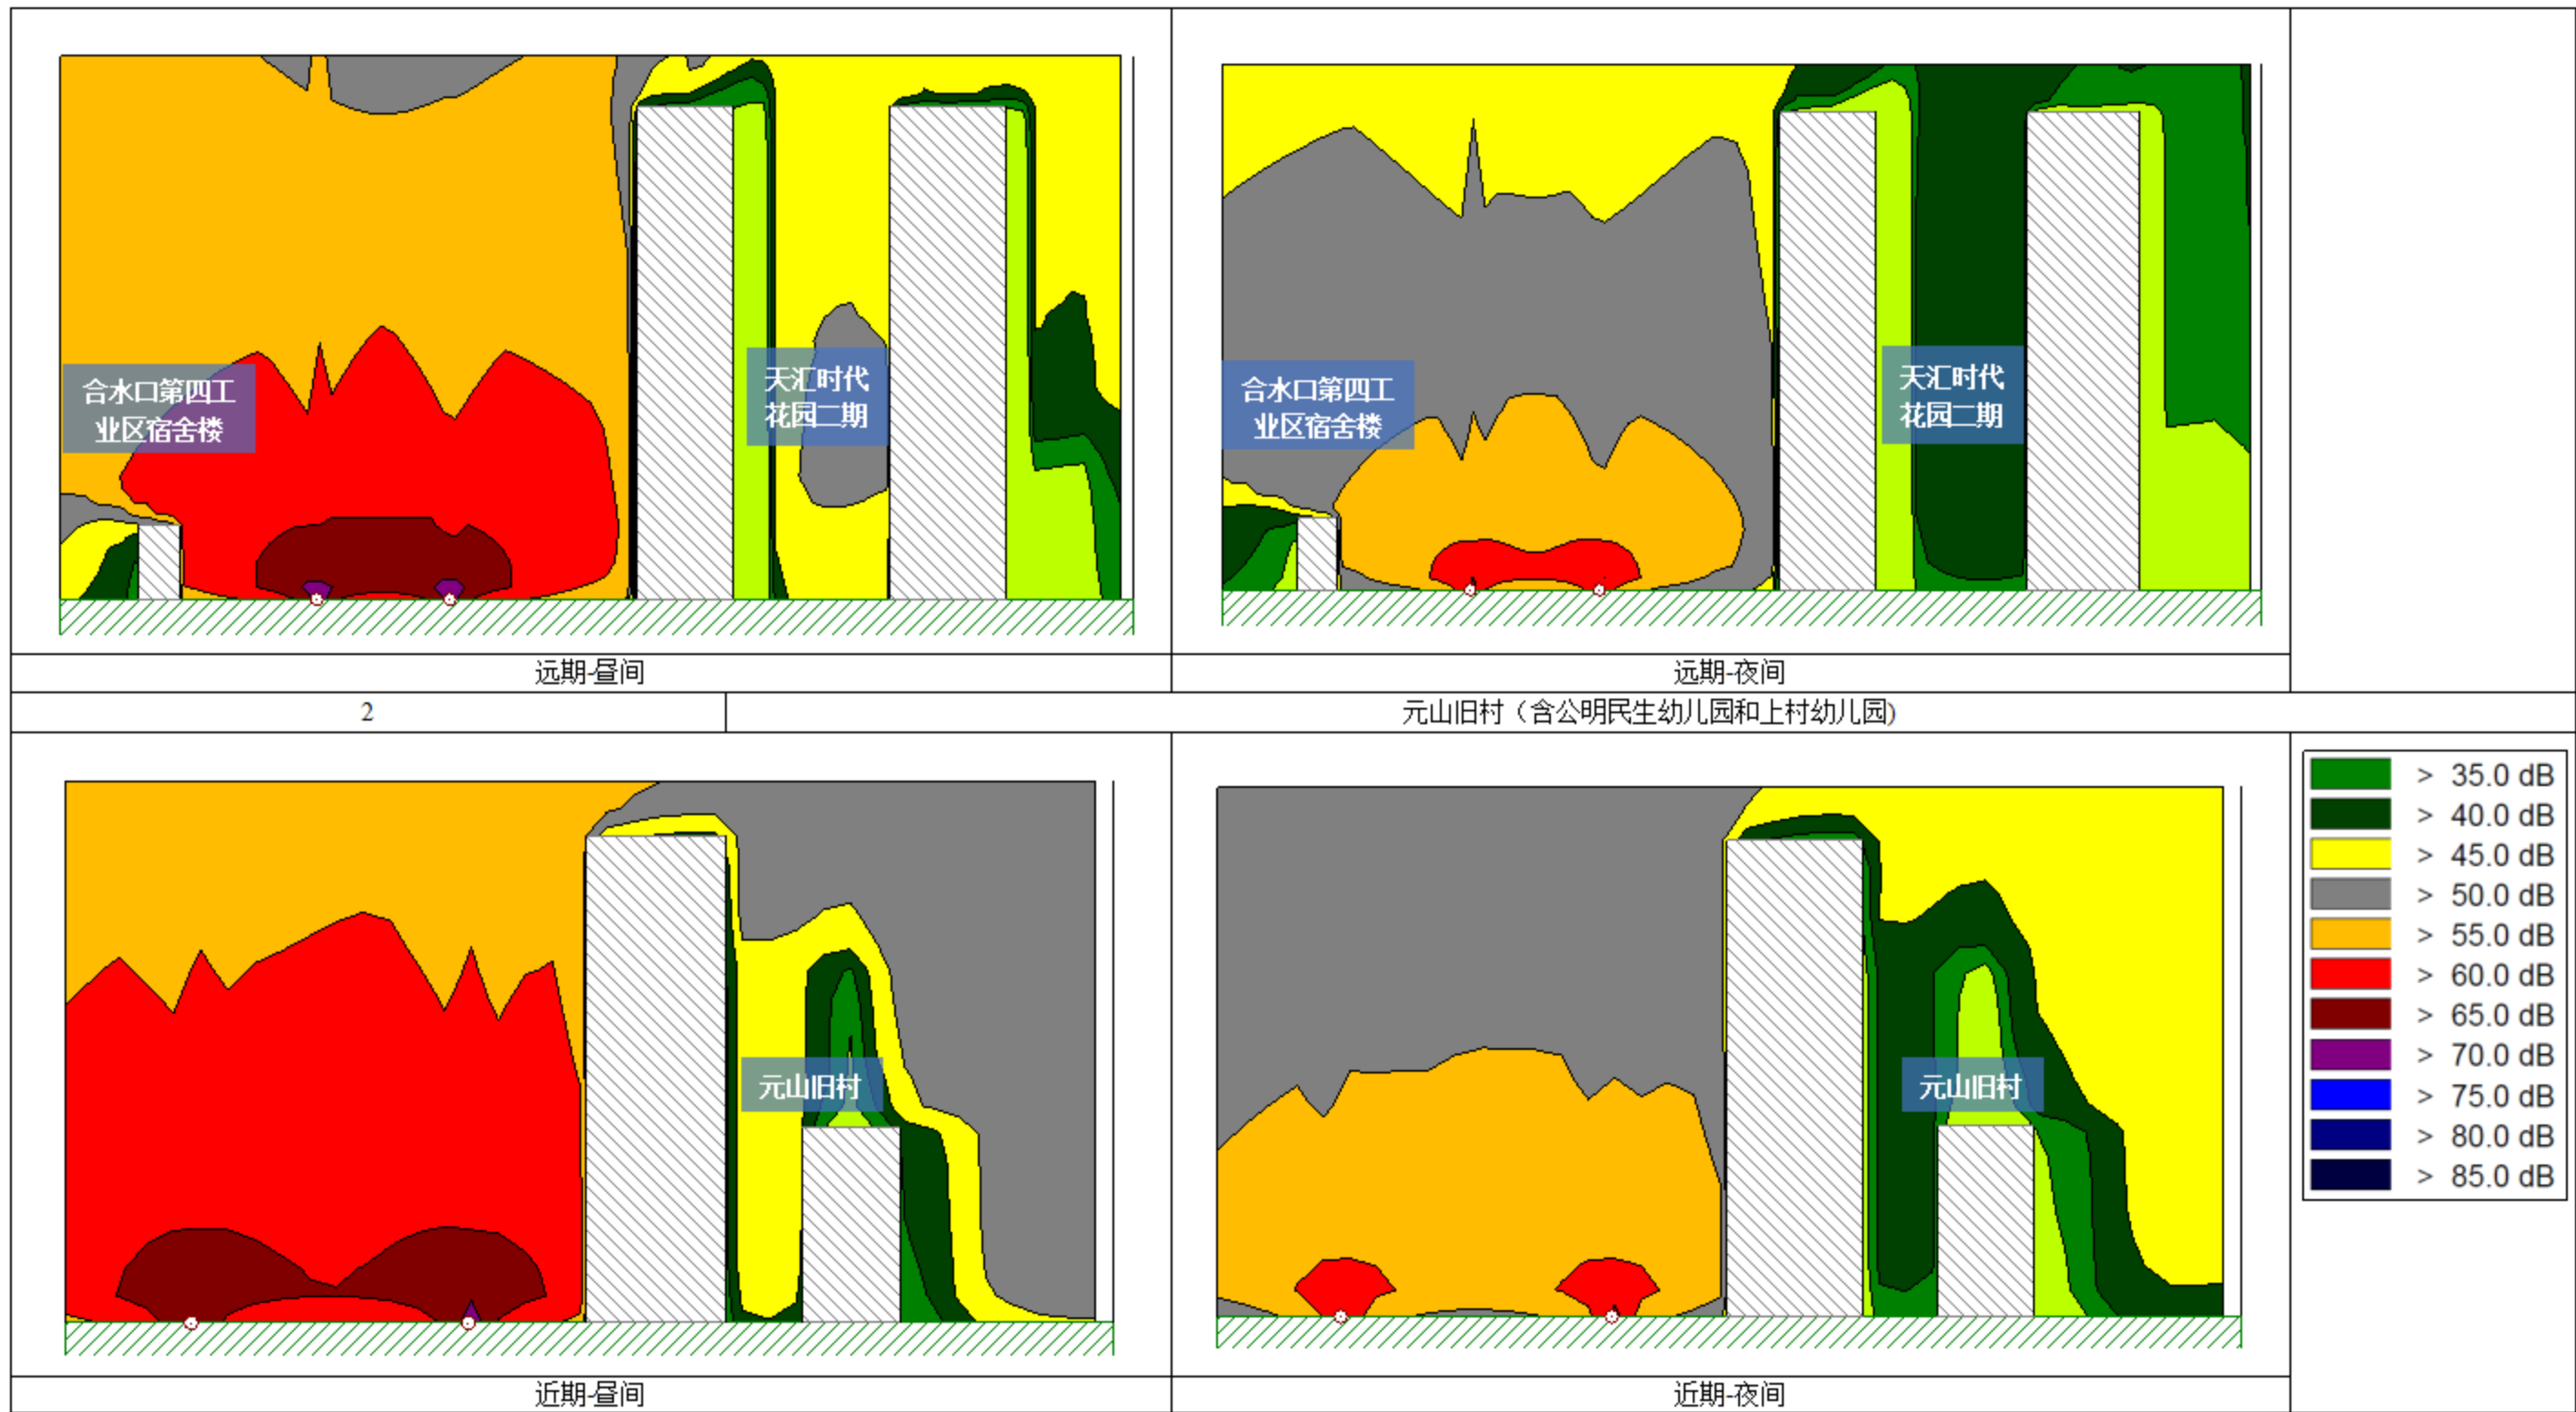 合水口第四工
业区宿舍楼
天汇时代
花园二期
合水口第四工
业区宿舍楼
天汇时代
花园二期
远期-昼间
远期-夜间
2
元山旧村（含公明民生幼儿园和上村幼儿园)
元山旧村
元山旧村
> 35.0 dB
> 40.0 dB
> 45.0 dB
> 50.0 dB
> 55.0 dB
> 60.0 dB
> 65.0 dB
> 70.0 dB
> 75.0 dB
> 80.0 dB
> 85.0 dB
近期-昼间
近期-夜间